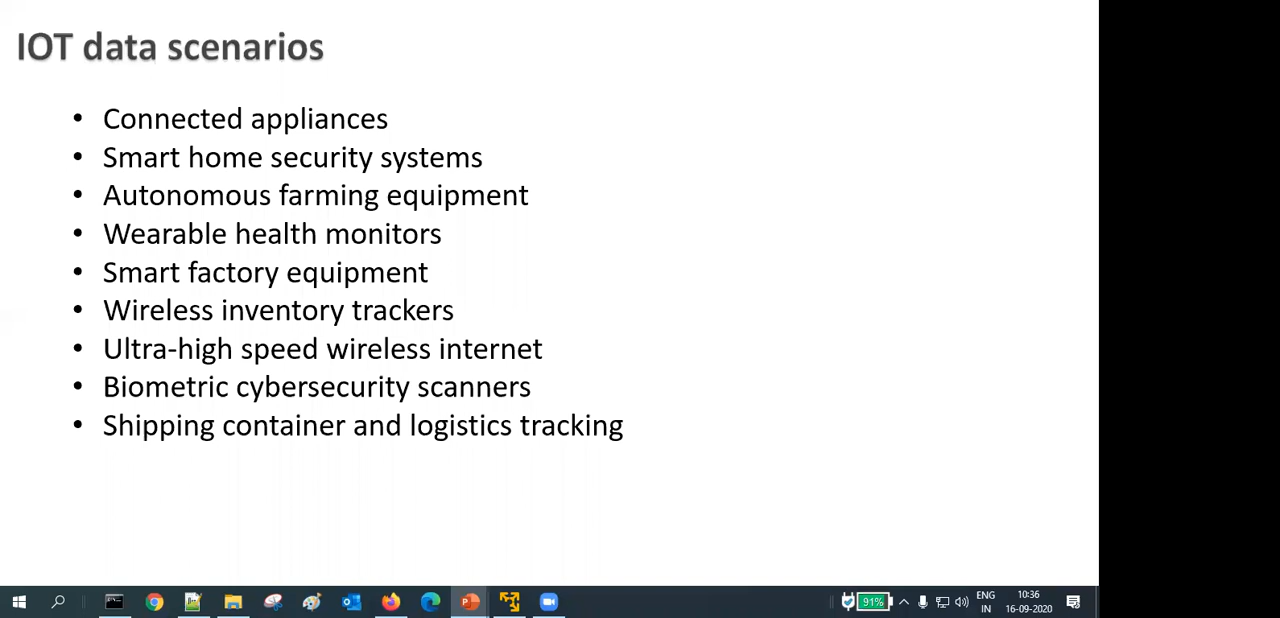 IOT data scenarios
• Connected appliances
• Smart home security systems
• Autonomous farming equipment
• Wearable health monitors
• Smart factory equipment
• Wireless inventory trackers
• Ultra-high speed wireless internet
• Biometric cybersecurity scanners
• Shipping container and logistics tracking
91%
ENG
IN
10:36
16-09-2020